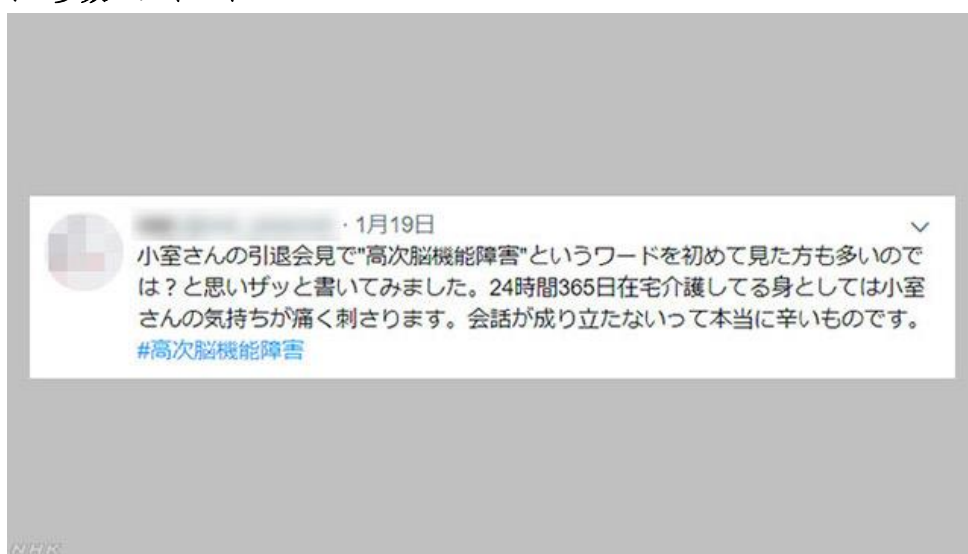 ・1月19日
小室さんの引退会見で"高次脳機能障害"というワードを初めて見た方も多いので
は？と思いザッと書いてみました。24時間365日在宅介護してる身としては小室
さんの気持ちが痛く刺さります。会話が成り立たないって本当に辛いものです。
#高次脳機能障害
NHK